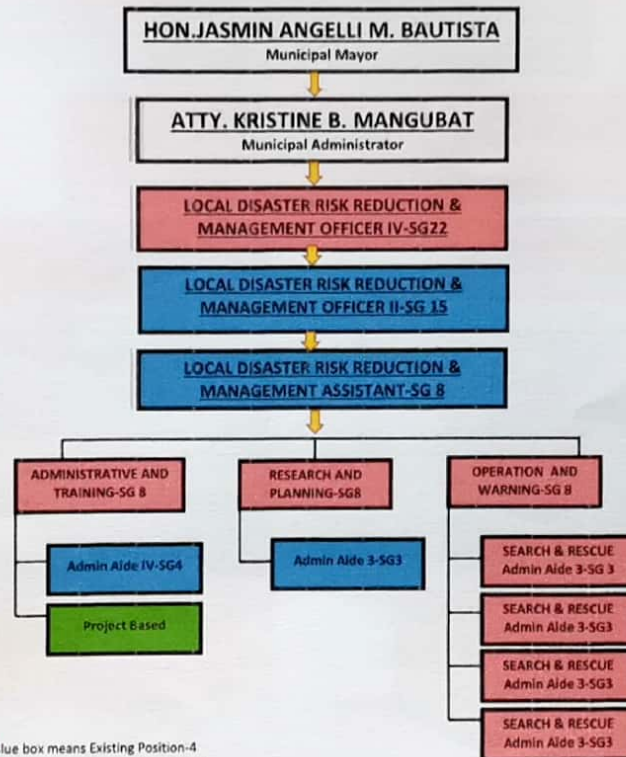 HON.JASMIN ANGELLI M. BAUTISTA
Municipal Mayor
ATTY. KRISTINE B. MANGUBAT
Municipal Administrator
LOCAL DISASTER RISK REDUCTION &
MANAGEMENT OFFICER IV-SG22
LOCAL DISASTER RISK REDUCTION &
MANAGEMENT OFFICER II-SG 15
LOCAL DISASTER RISK REDUCTION &
MANAGEMENT ASSISTANT-SG 8
ADMINISTRATIVE AND
TRAINING-SG 8
RESEARCH AND
PLANNING-SG8
OPERATION AND
WARNING-SG 8
Admin Aide IV-SG4
Project Based
Admin Aide 3-SG3
SEARCH & RESCUE
Admin Aide 3-SG 3
SEARCH & RESCUE
Admin Aide 3-SG3
SEARCH & RESCUE
Admin Aide 3-SG3
SEARCH & RESCUE
Admin Aide 3-SG3
lue box means Existing Position-4